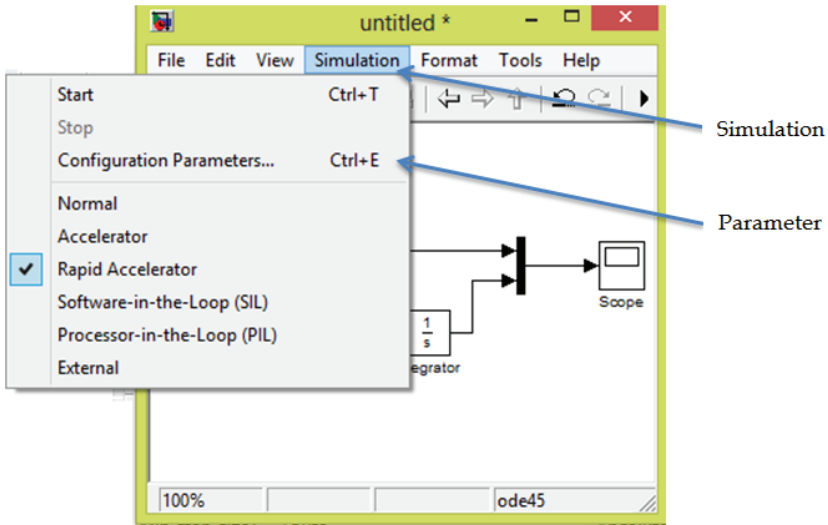 untitled *
File Edit View Simulation Format Tools Help
Start Ctrl+T
Stop
Configuration Parameters... Ctrl+E
Normal
Accelerator
Rapid Accelerator
Software-in-the-Loop (SIL)
Processor-in-the-Loop (PIL)
External
Simulation
Parameter
Scope
1
s
egrator
100% ode45